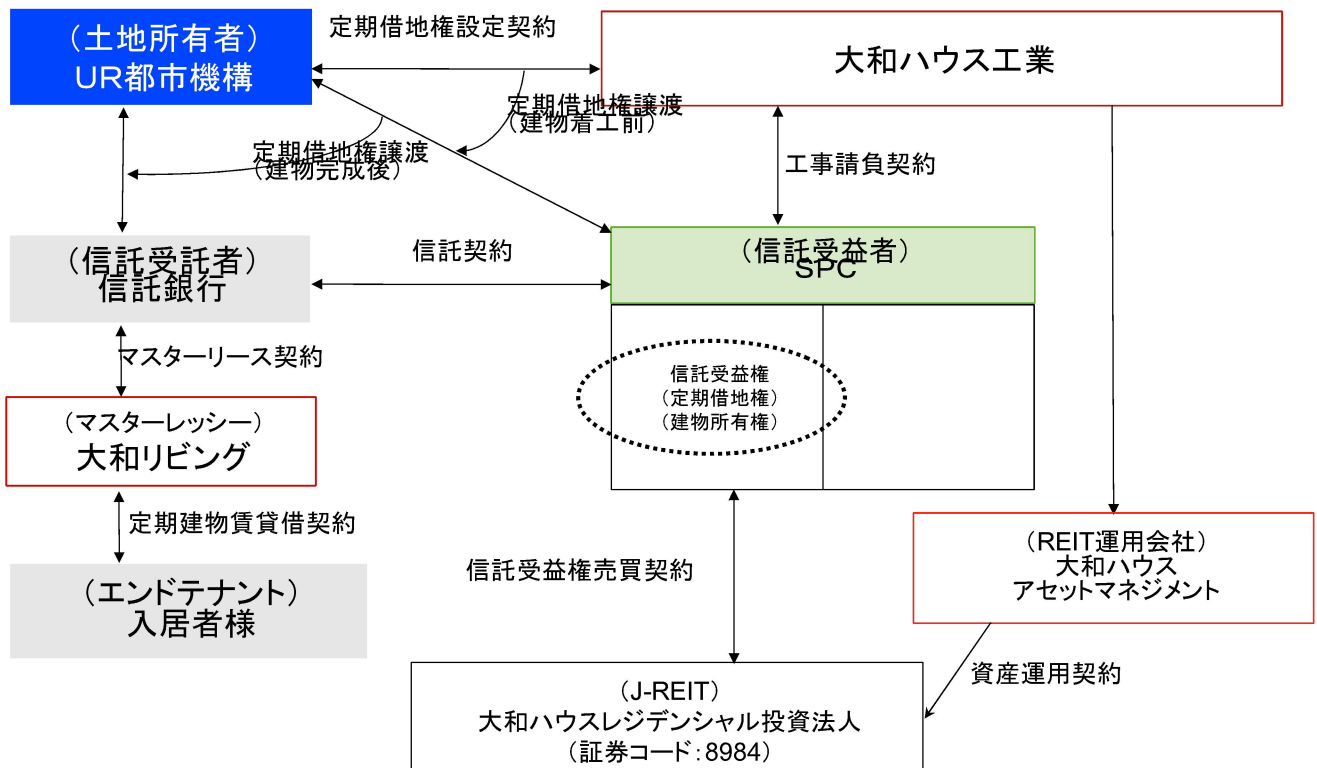 （土地所有者）
UR都市機構
定期借地権設定契約
大和ハウス工業
定期借地権譲渡
（建物着工前）
定期借地権譲渡
（建物完成後）
工事請負契約
（信託受託者）
信託銀行
信託契約
（信託受益者）
SPC
マスターリース契約
信託受益権
（定期借地権）
（建物所有権）
（マスターレッシー）
大和リビング
定期建物賃貸借契約
（エンドテナント）
入居者様
信託受益権売買契約
（REIT運用会社）
大和ハウス
アセットマネジメント
資産運用契約
（J-REIT）
大和ハウスレジデンシャル投資法人
（証券コード：8984）